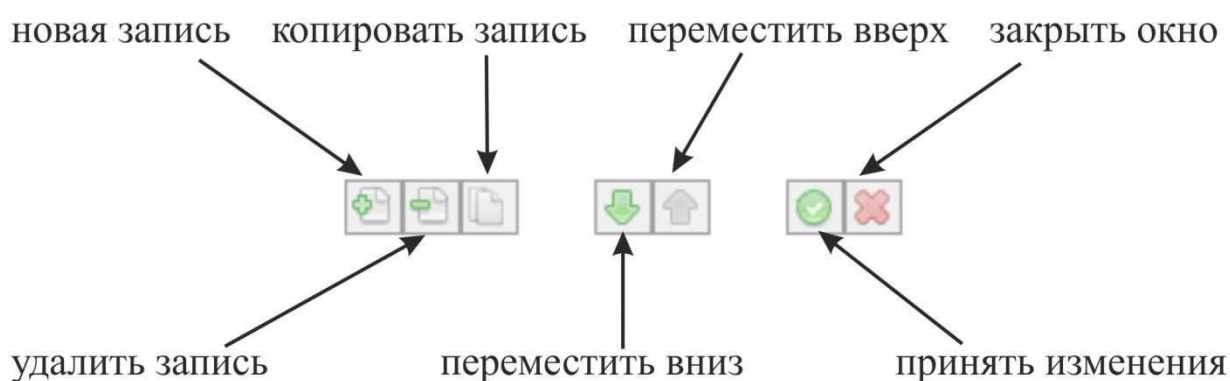 новая запись копировать запись переместить вверх закрыть окно
удалить запись переместить вниз принять изменения